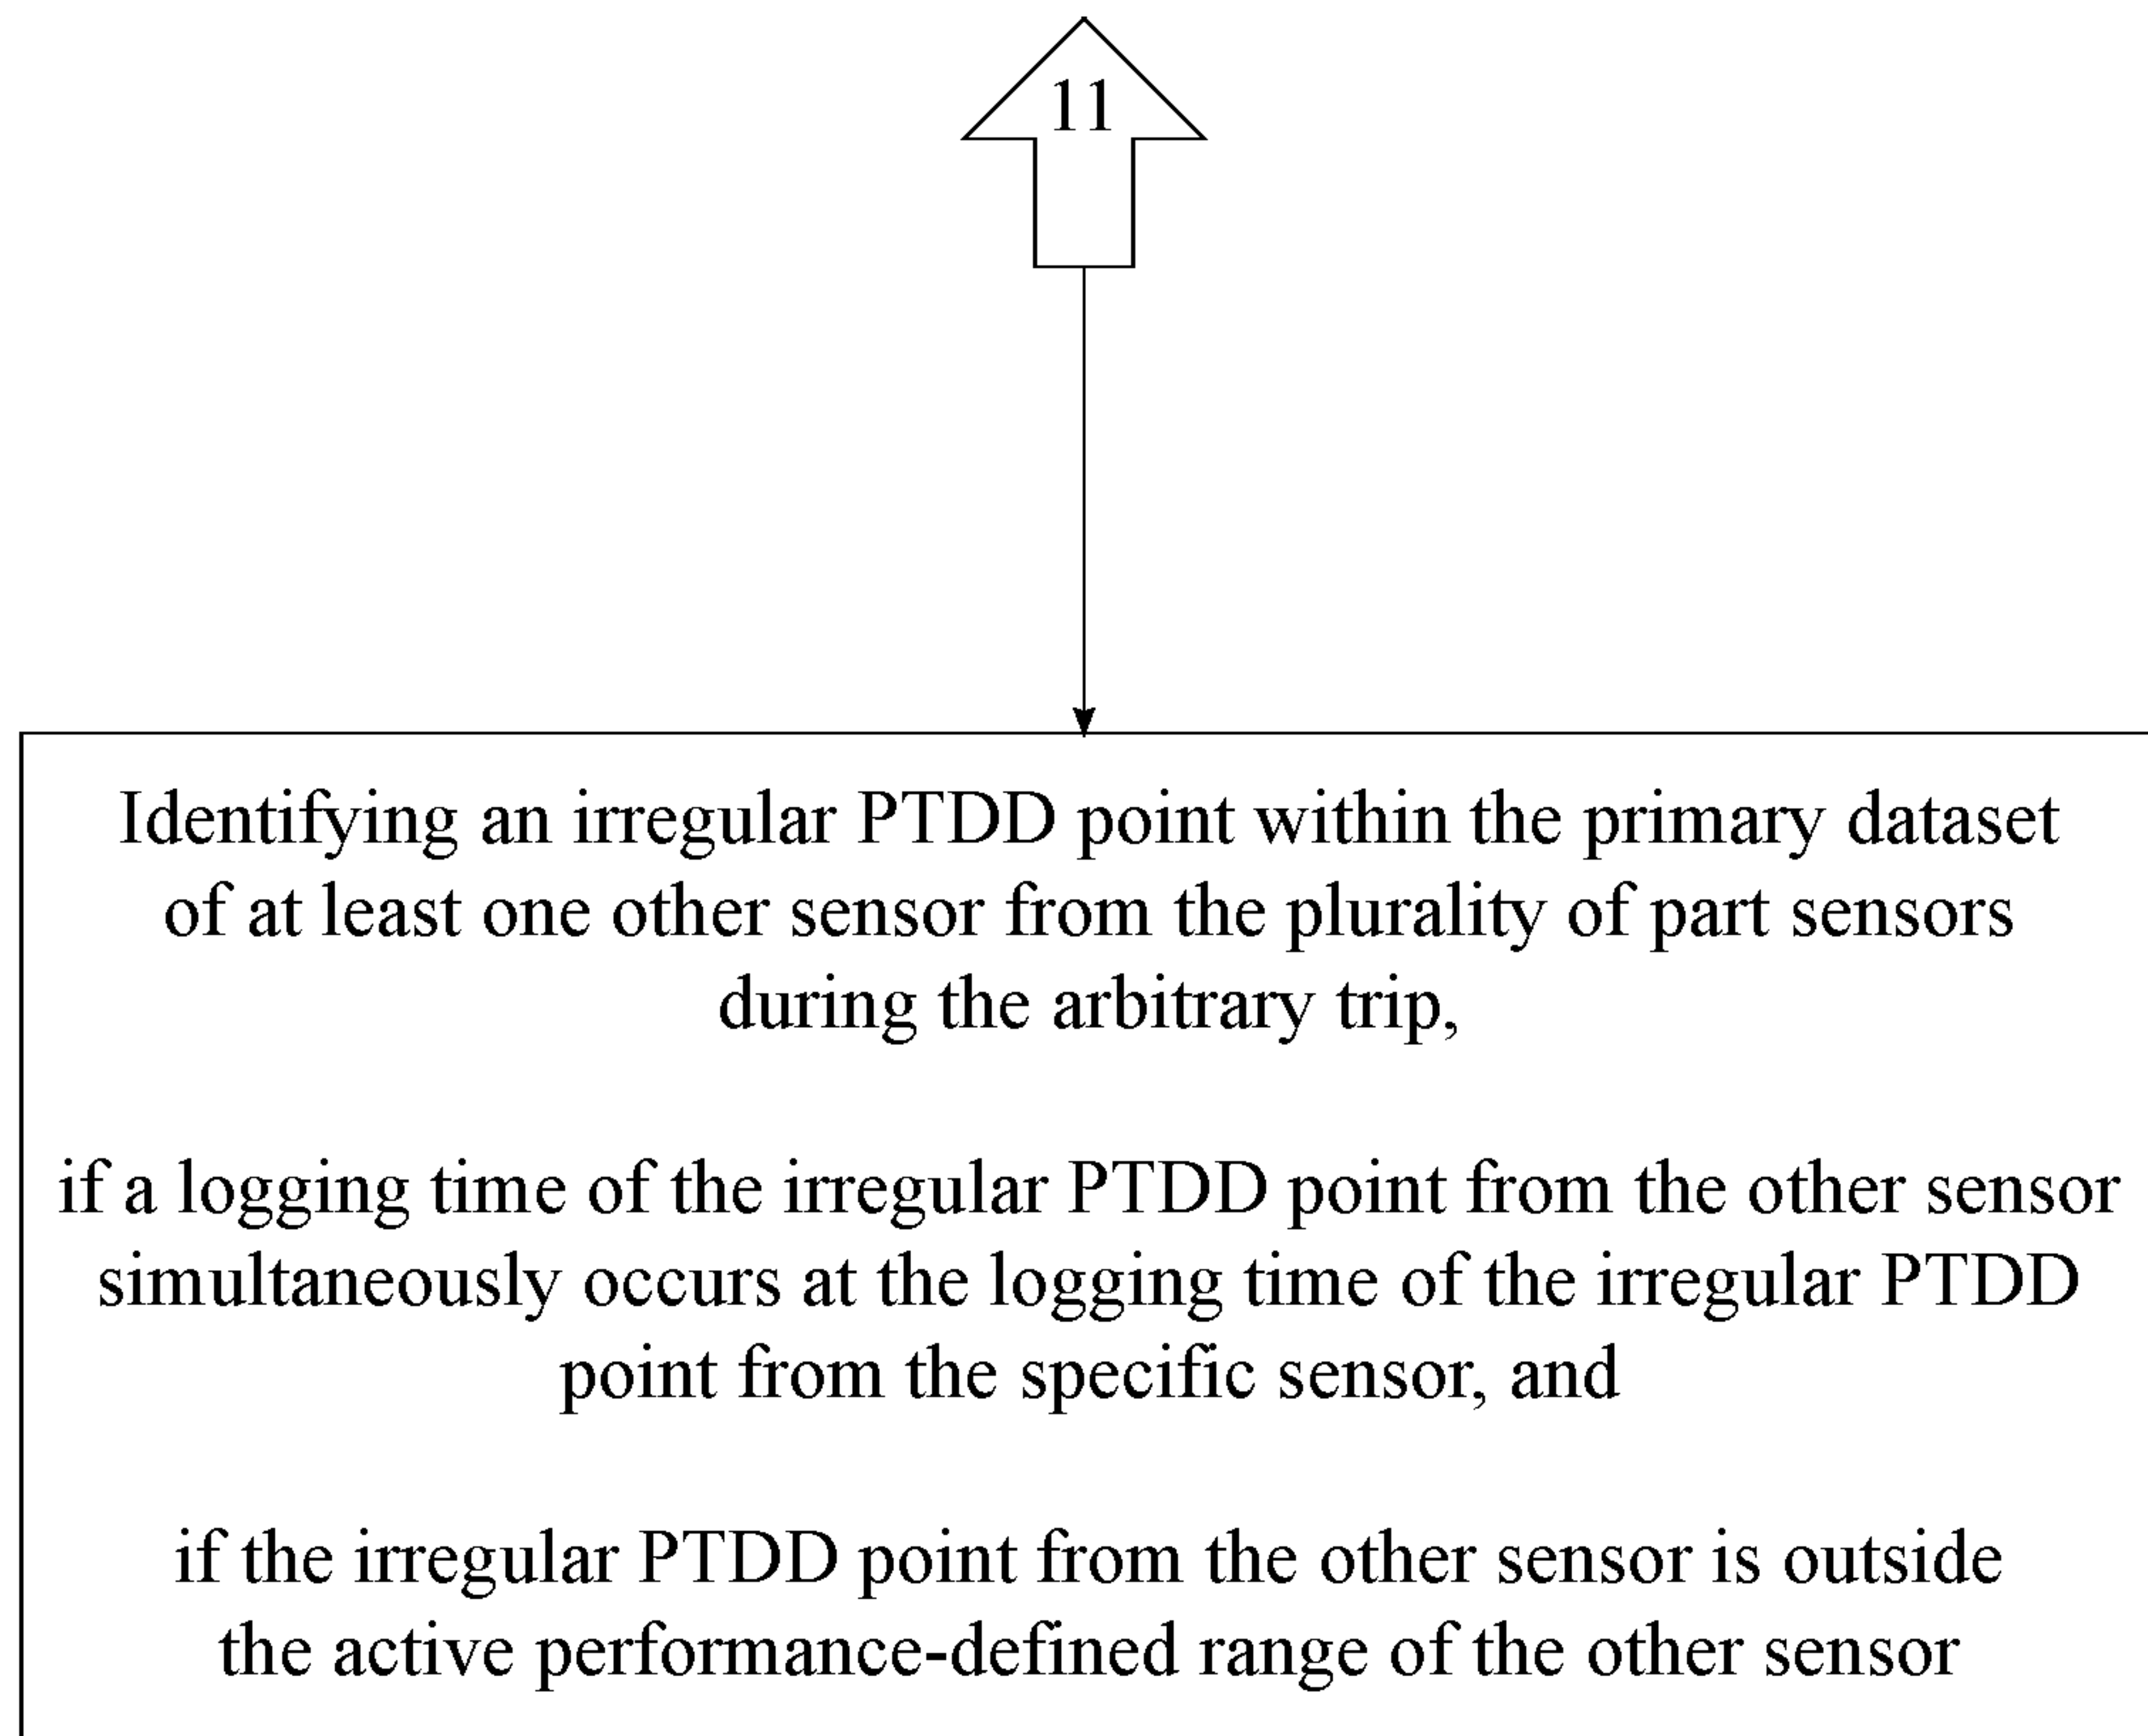 11
Identifying an irregular PTDD point within the primary dataset
of at least one other sensor from the plurality of part sensors
during the arbitrary trip,
if a logging time of the irregular PTDD point from the other sensor
simultaneously occurs at the logging time of the irregular PTDD
point from the specific sensor, and
if the irregular PTDD point from the other sensor is outside
the active performance-defined range of the other sensor